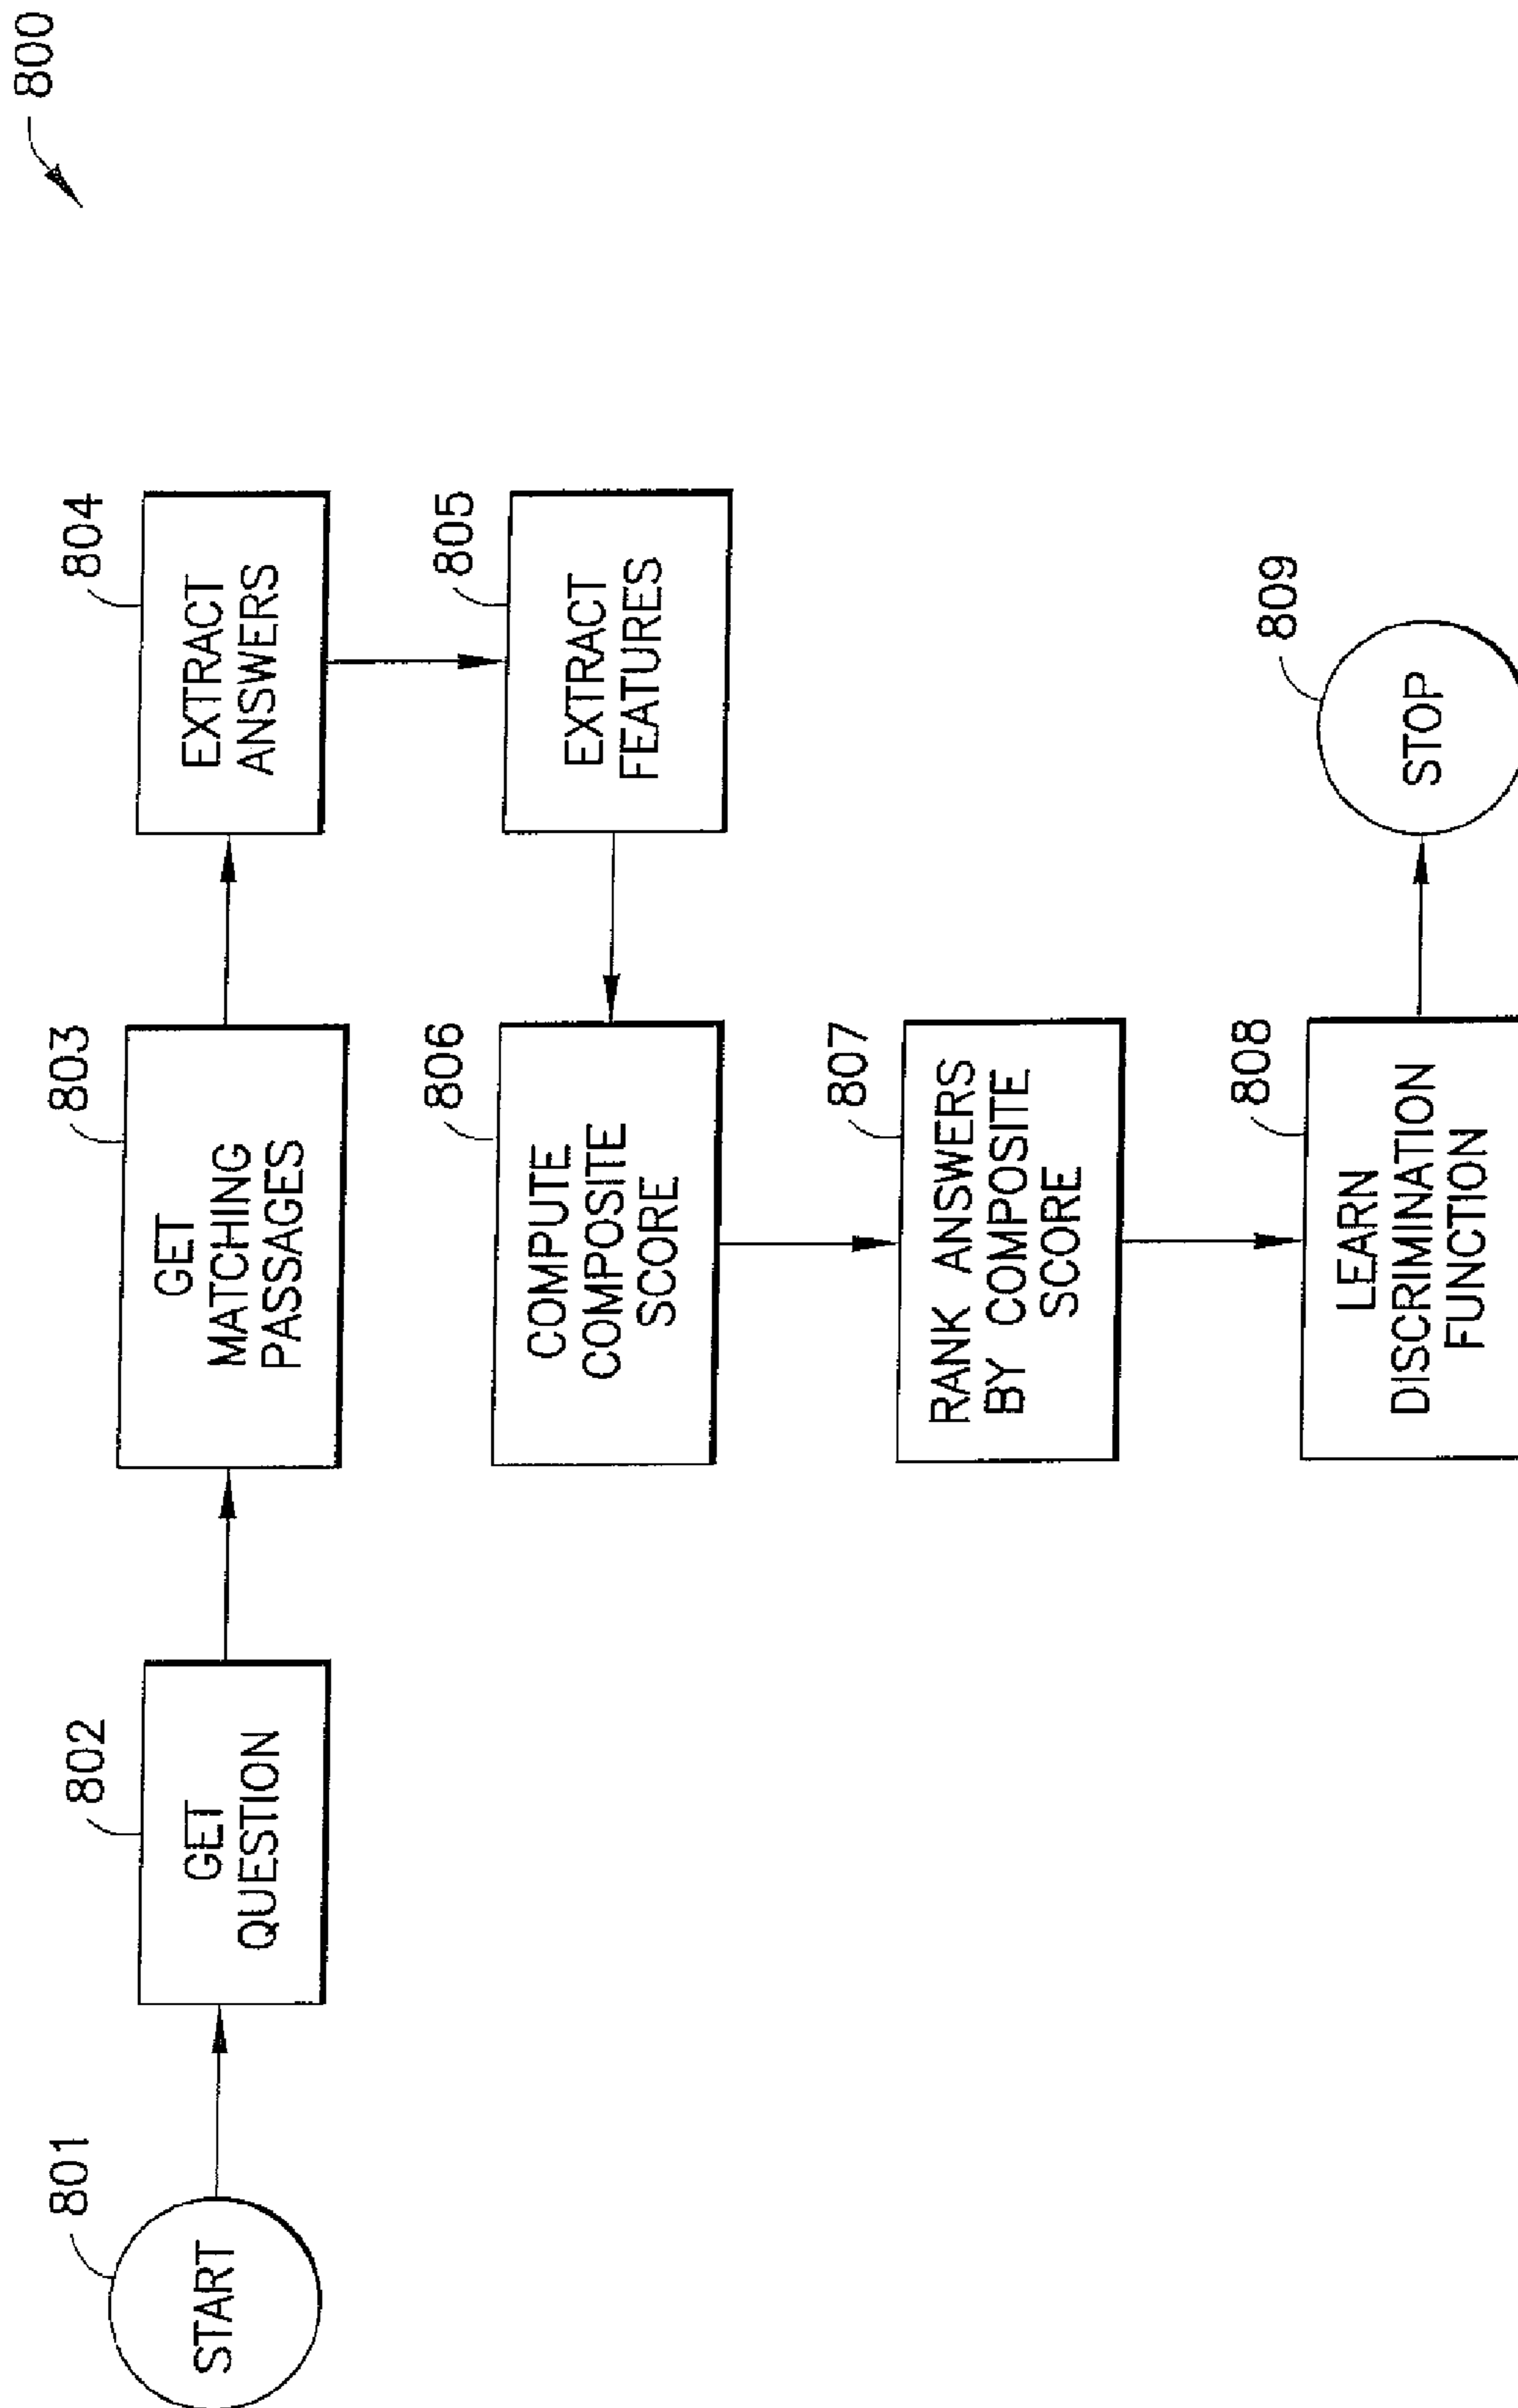 800
801
START
802
GET
QUESTION
803
GET
MATCHING
PASSAGES
804
EXTRACT
ANSWERS
805
EXTRACT
FEATURES
806
COMPUTE
COMPOSITE
SCORE
807
RANK ANSWERS
BY COMPOSITE
SCORE
808
LEARN
DISCRIMINATION
FUNCTION
809
STOP